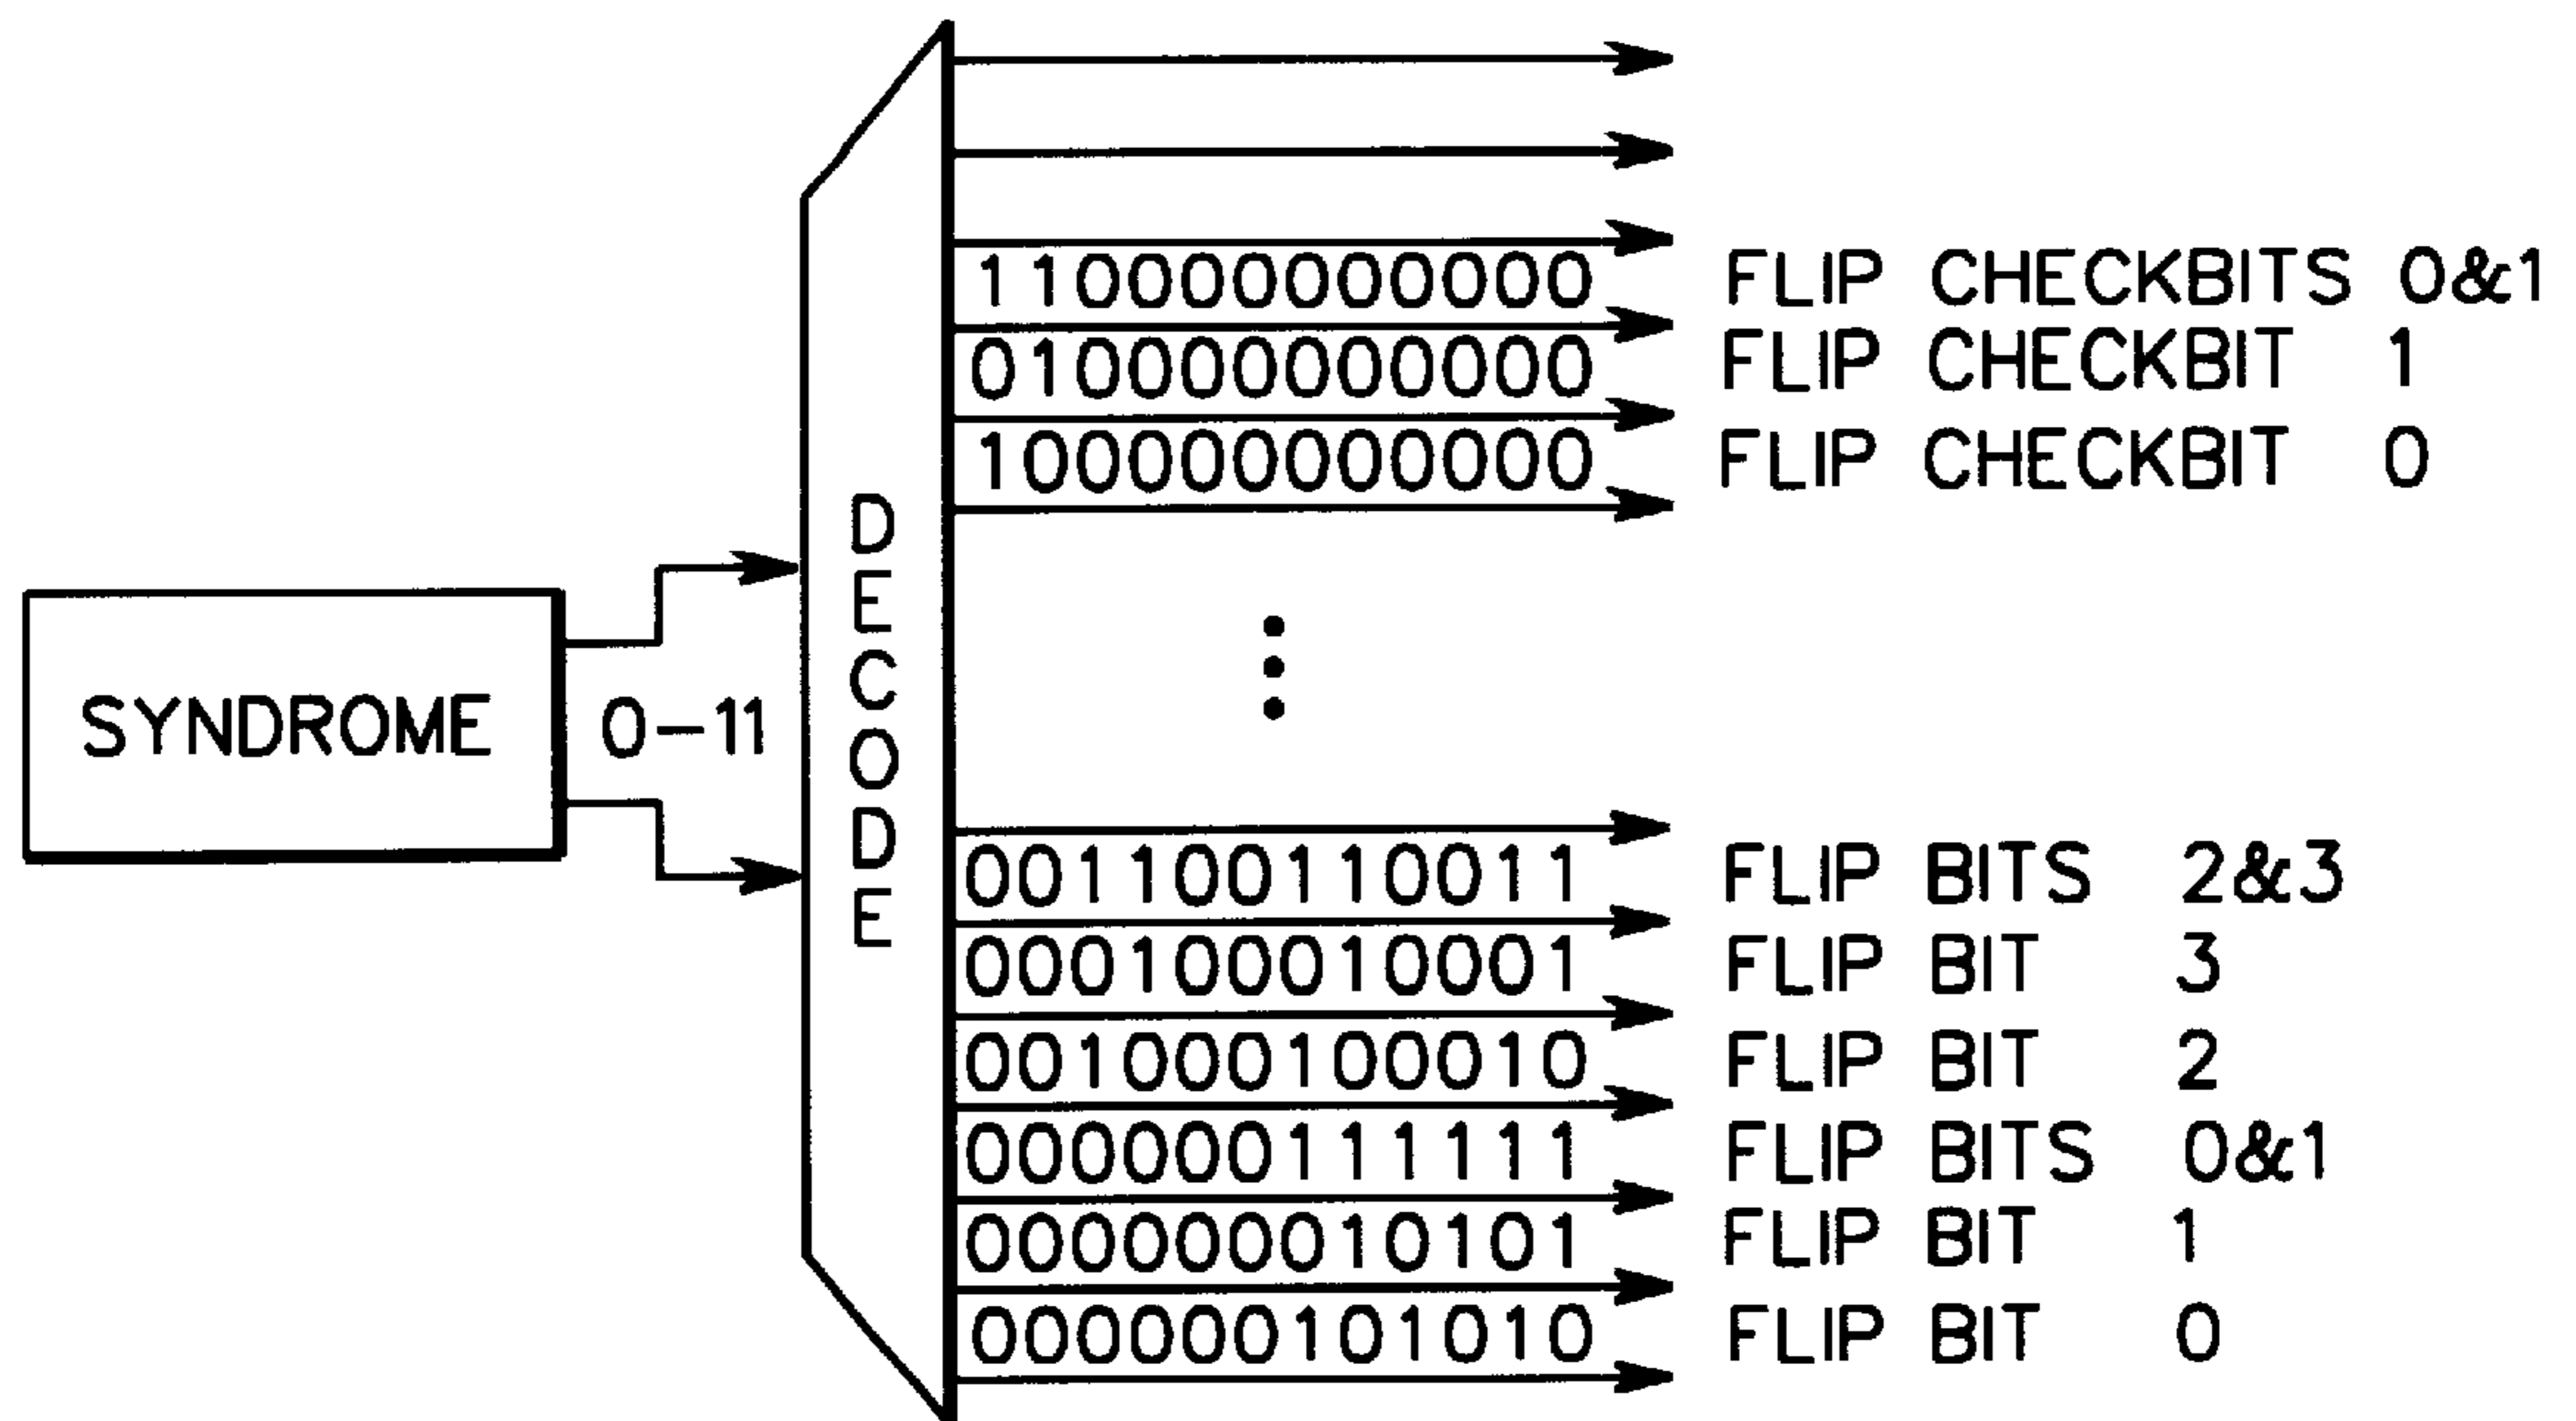 110000000000 FLIP CHECKBITS 0&1
010000000000 FLIP CHECKBIT 1
100000000000 FLIP CHECKBIT 0
DECODE
SYNDROME 0-11
001100110011 FLIP BITS 2&3
000100010001 FLIP BIT 3
001000100010 FLIP BIT 2
000000111111 FLIP BITS 0&1
000000010101 FLIP BIT 1
000000101010 FLIP BIT 0